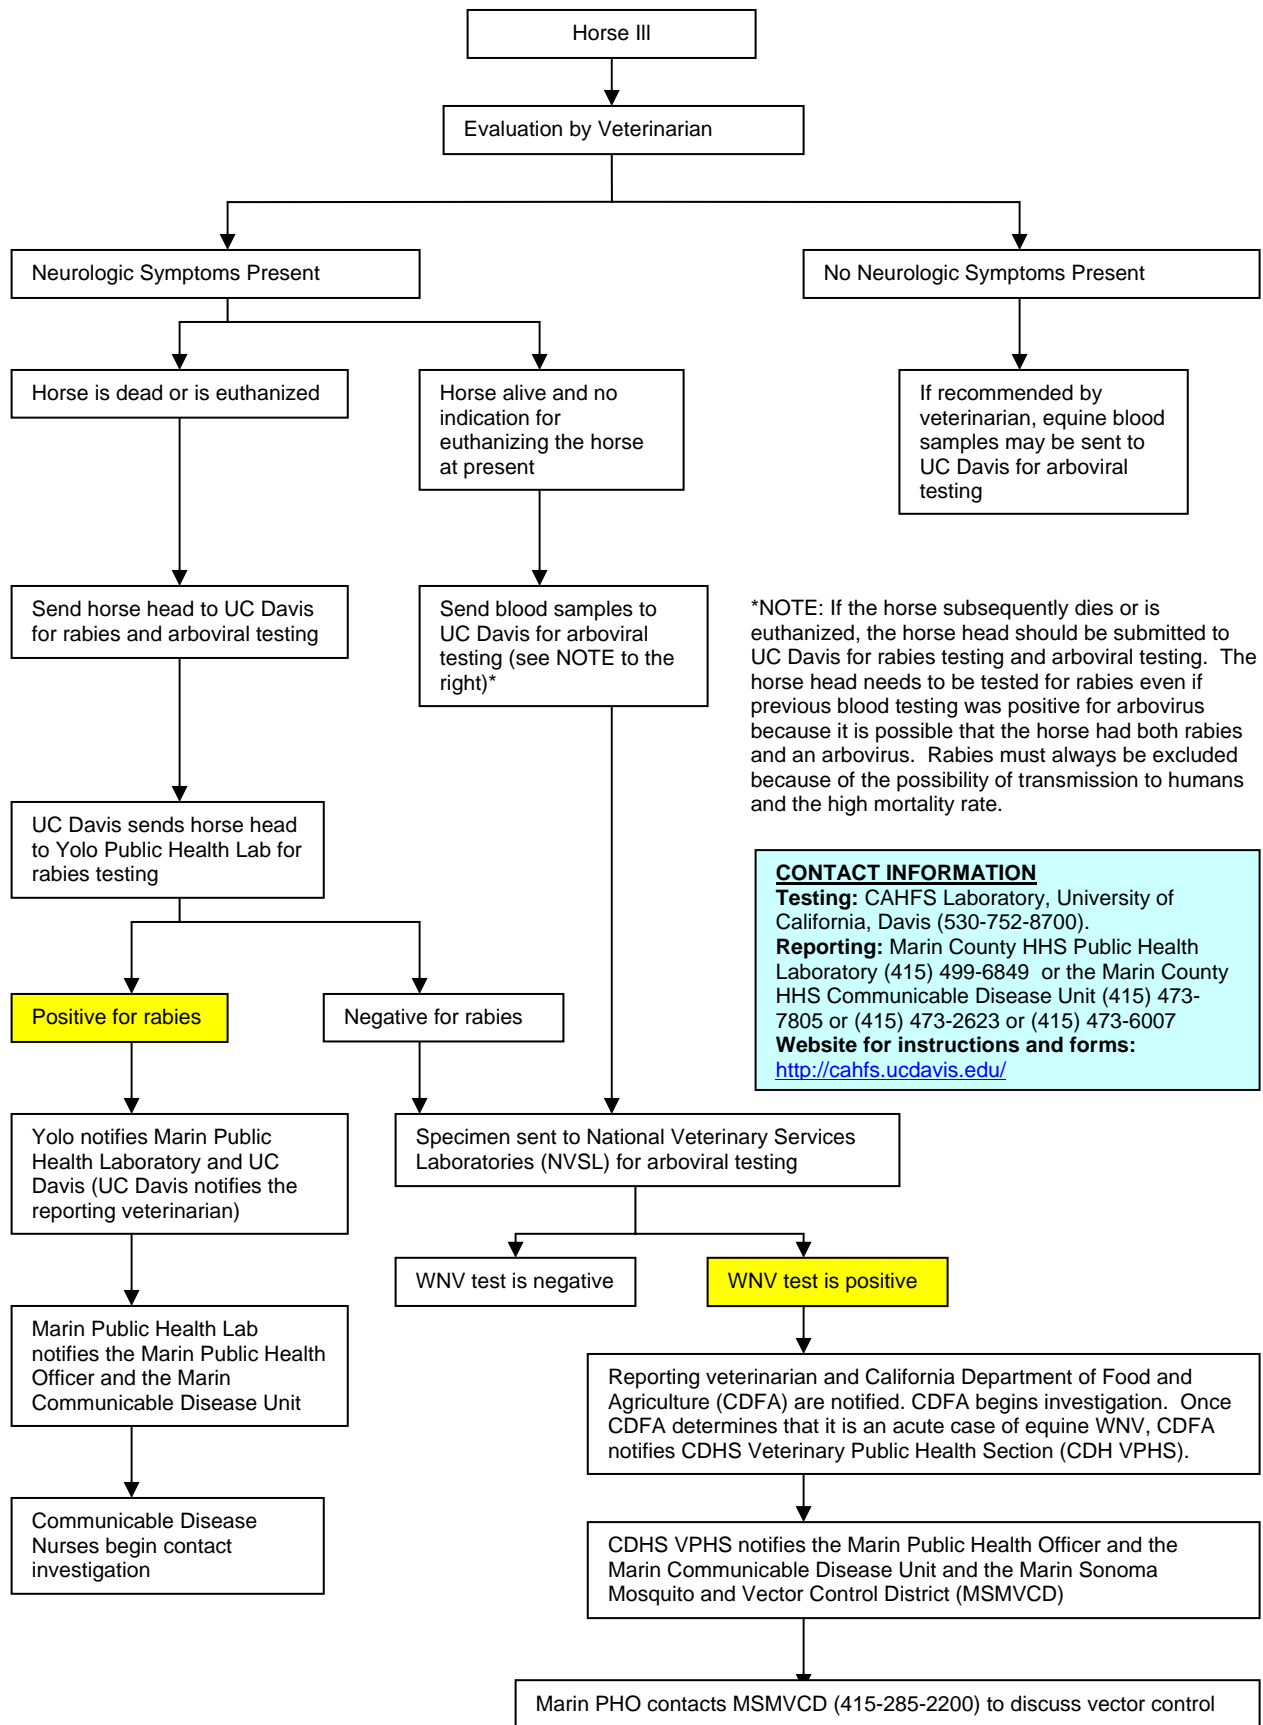 Horse Ill
Evaluation by Veterinarian
Neurologic Symptoms Present
No Neurologic Symptoms Present
Horse is dead or is euthanized
Horse alive and no
indication for
euthanizing the horse
at present
If recommended by
veterinarian, equine blood
samples may be sent to
UC Davis for arboviral
testing
Send horse head to UC Davis
for rabies and arboviral testing
Send blood samples to
UC Davis for arboviral
testing (see NOTE to the
right)*
*NOTE: If the horse subsequently dies or is
euthanized, the horse head should be submitted to
UC Davis for rabies testing and arboviral testing.  The
horse head needs to be tested for rabies even if
previous blood testing was positive for arbovirus
because it is possible that the horse had both rabies
and an arbovirus.  Rabies must always be excluded
because of the possibility of transmission to humans
and the high mortality rate.
UC Davis sends horse head
to Yolo Public Health Lab for
rabies testing
CONTACT INFORMATION
Testing: CAHFS Laboratory, University of
California, Davis (530-752-8700).
Reporting: Marin County HHS Public Health
Laboratory (415) 499-6849  or the Marin County
HHS Communicable Disease Unit (415) 473-
7805 or (415) 473-2623 or (415) 473-6007
Website for instructions and forms:
http://cahfs.ucdavis.edu/
Positive for rabies
Negative for rabies
Yolo notifies Marin Public
Health Laboratory and UC
Davis (UC Davis notifies the
reporting veterinarian)
Specimen sent to National Veterinary Services
Laboratories (NVSL) for arboviral testing
WNV test is negative
WNV test is positive
Marin Public Health Lab
notifies the Marin Public Health
Officer and the Marin
Communicable Disease Unit
Reporting veterinarian and California Department of Food and
Agriculture (CDFA) are notified. CDFA begins investigation.  Once
CDFA determines that it is an acute case of equine WNV, CDFA
notifies CDHS Veterinary Public Health Section (CDH VPHS).
Communicable Disease
Nurses begin contact
investigation
CDHS VPHS notifies the Marin Public Health Officer and the
Marin Communicable Disease Unit and the Marin Sonoma
Mosquito and Vector Control District (MSMVCD)
Marin PHO contacts MSMVCD (415-285-2200) to discuss vector control